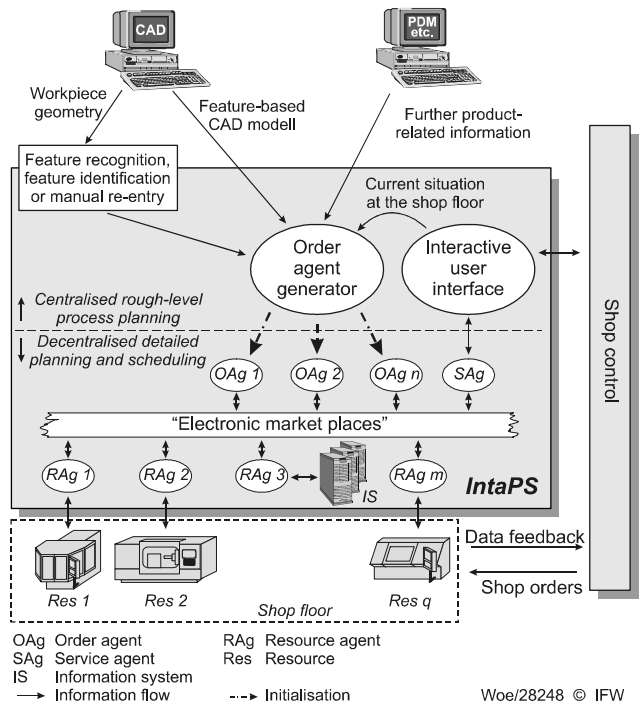 CAD
PDM
etc.
Workpiece
geometry
Feature-based
CAD modell
Further product-
related information
Feature recognition,
feature identification
or manual re-entry
Current situation
at the shop floor
Order
agent
generator
Interactive
user
interface
Shop control
Centralised rough-level
process planning
Decentralised detailed
planning and scheduling
OAg 1
OAg 2
OAg n
SAg
“Electronic market places”
RAg 1
RAg 2
RAg 3
IS
RAg m
IntaPS
Res 1
Res 2
Res q
Shop floor
Data feedback
Shop orders
OAg Order agent
RAg Resource agent
SAg Service agent
Res Resource
IS Information system
Information flow
Initialisation
Woe/28248 © IFW